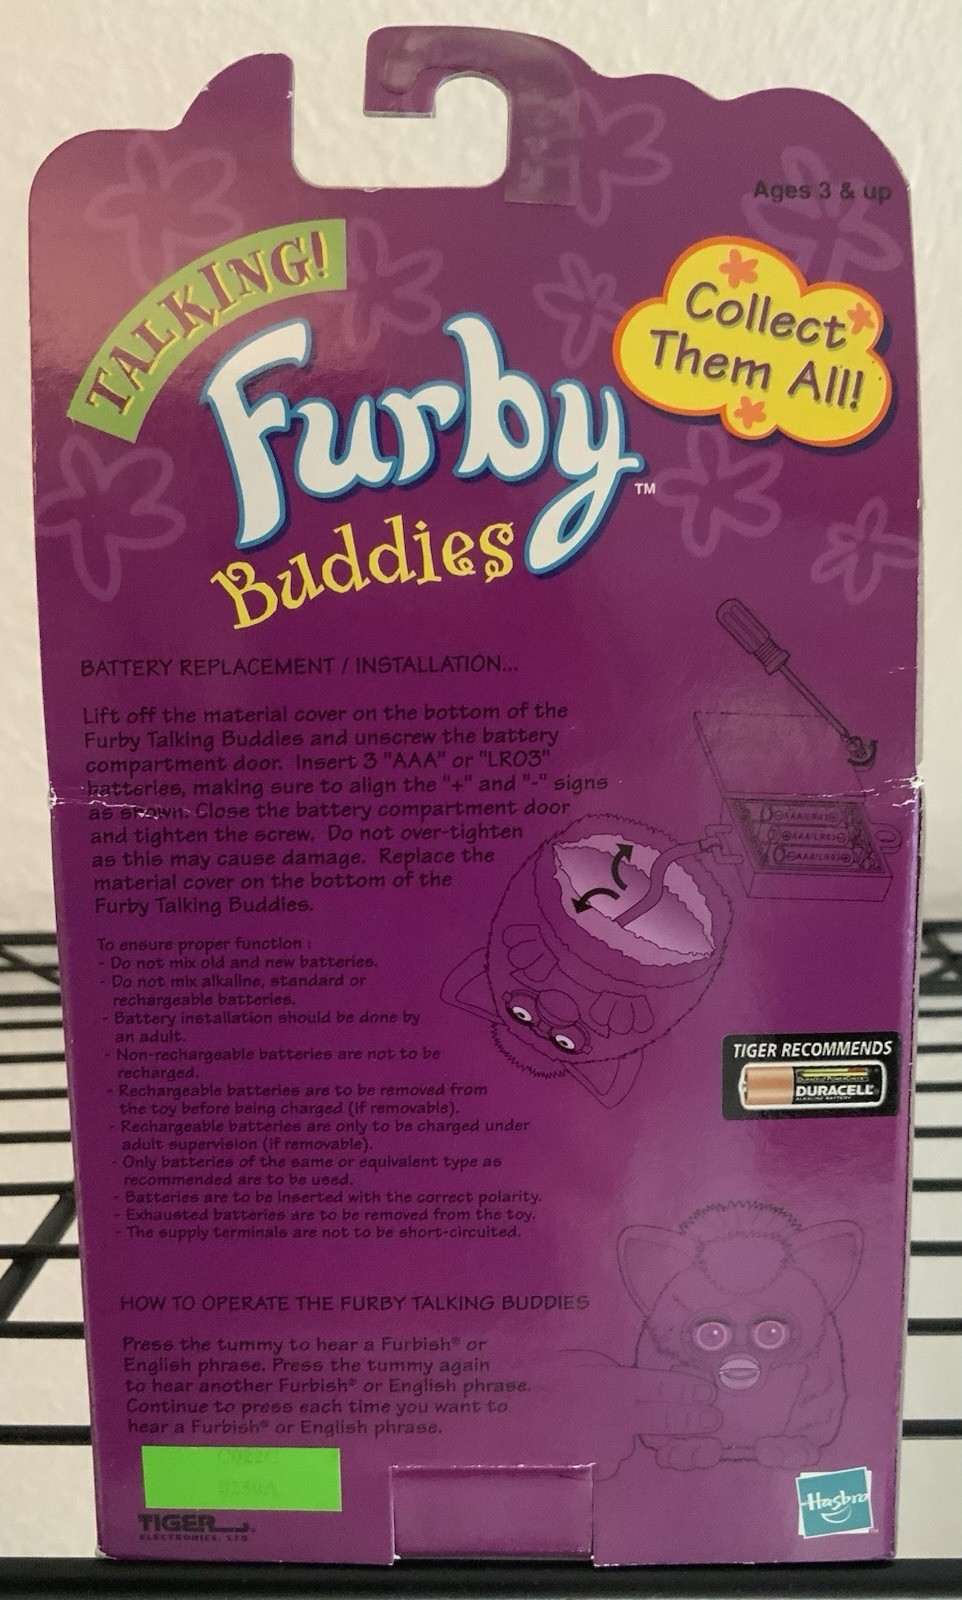 Ages 3 & up
TALKING!
Collect
Them All!
Furby™
Buddies
BATTERY REPLACEMENT / INSTALLATION...
Lift off the material cover on the bottom of the
Furby Talking Buddies and unscrew the battery
compartment door. Insert 3 "AAA" or "LR03"
batteries, making sure to align the "+" and "-" signs
as shown. Close the battery compartment door
and tighten the screw. Do not over-tighten
as this may cause damage. Replace the
material cover on the bottom of the
Furby Talking Buddies.
AAA/LR03
AAA/LR03
AAA/LR03
To ensure proper function :
- Do not mix old and new batteries.
- Do not mix alkaline, standard or
rechargeable batteries.
- Battery installation should be done by
an adult.
- Non-rechargeable batteries are not to be
recharged.
- Rechargeable batteries are to be removed from
the toy before being charged (if removable).
- Rechargeable batteries are only to be charged under
adult supervision (if removable).
- Only batteries of the same or equivalent type as
recommended are to be used.
- Batteries are to be inserted with the correct polarity.
- Exhausted batteries are to be removed from the toy.
- The supply terminals are not to be short-circuited.
TIGER RECOMMENDS
DURACELL®
ALKALINE BATTERY
HOW TO OPERATE THE FURBY TALKING BUDDIES
Press the tummy to hear a Furbish® or
English phrase. Press the tummy again
to hear another Furbish® or English phrase.
Continue to press each time you want to
hear a Furbish® or English phrase.
TIGER
ELECTRONICS, LTD
Hasbro™